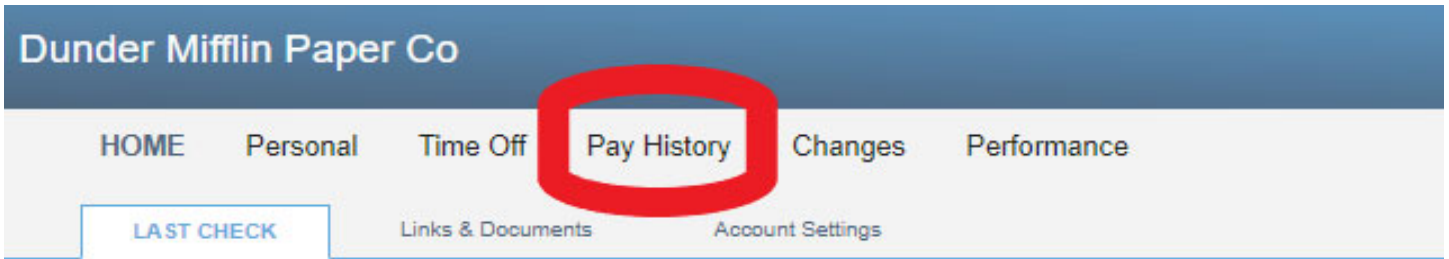 Dunder Mifflin Paper Co
HOME Personal Time Off Pay History Changes Performance
LAST CHECK Links & Documents Account Settings